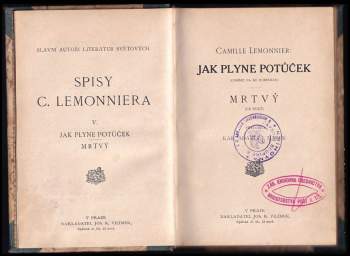 SLAVNÍ AUTOŘI LITERATUR SVĚTOVÝCH
SPISY
C. LEMONNIERA
V.
JAK PLYNE POTŮČEK
MRTVÝ
V PRAZE.
NAKLADATEL JOS. R. VILÍMEK,
CAMILLE LEMONNIER:
JAK PLYNE POTŮČEK
MRTVÝ
V PRAZE.
NAKLADATEL JOS. R. VILÍMEK,